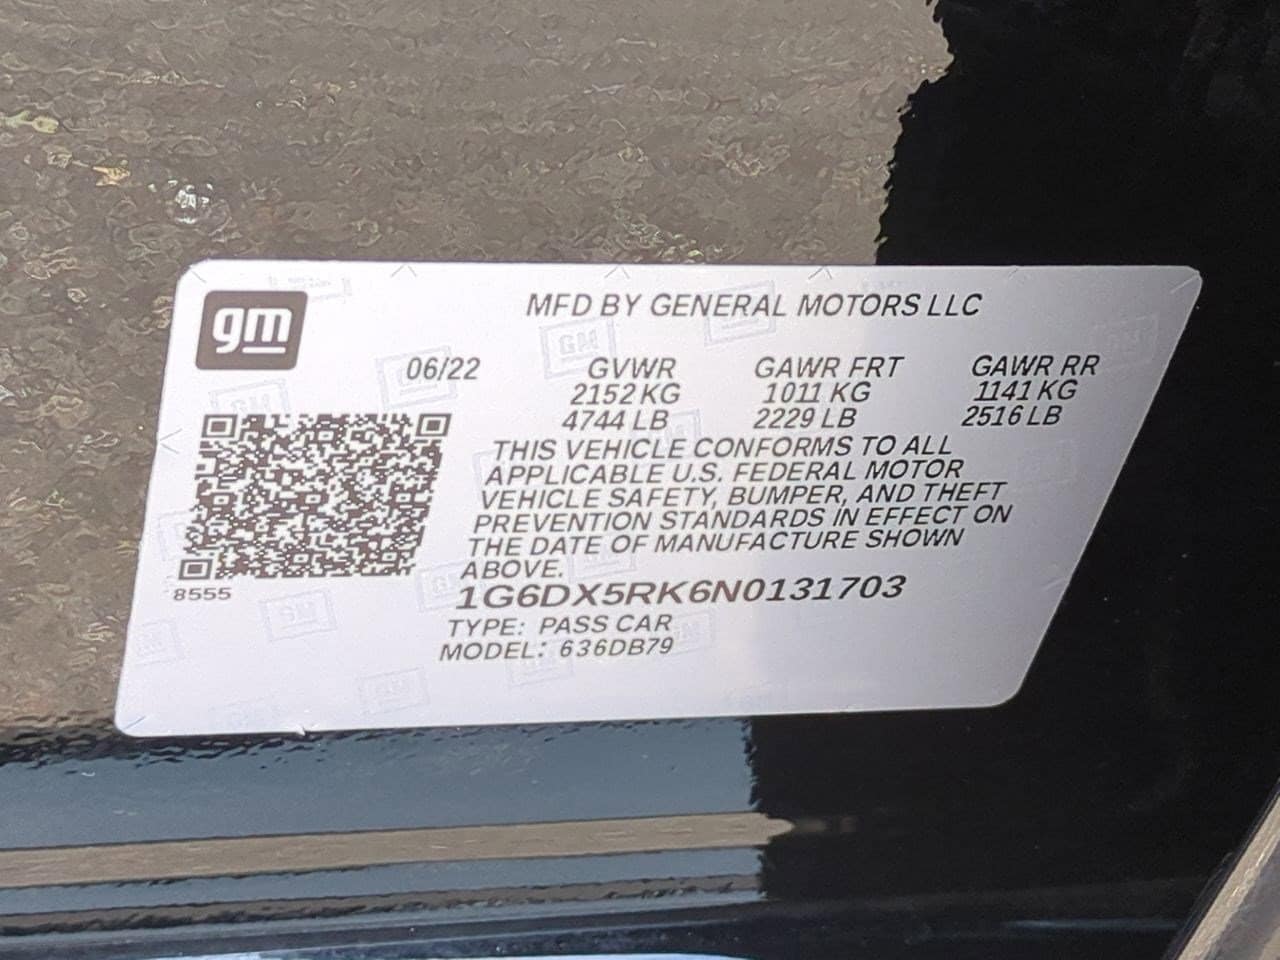 gm
MFD BY GENERAL MOTORS LLC
06/22 GVWR GAWR FRT GAWR RR
2152 KG 1011 KG 1141 KG
4744 LB 2229 LB 2516 LB
THIS VEHICLE CONFORMS TO ALL
APPLICABLE U.S. FEDERAL MOTOR
VEHICLE SAFETY, BUMPER, AND THEFT
PREVENTION STANDARDS IN EFFECT ON
THE DATE OF MANUFACTURE SHOWN
ABOVE.
8555
1G6DX5RK6N0131703
TYPE: PASS CAR
MODEL: 636DB79